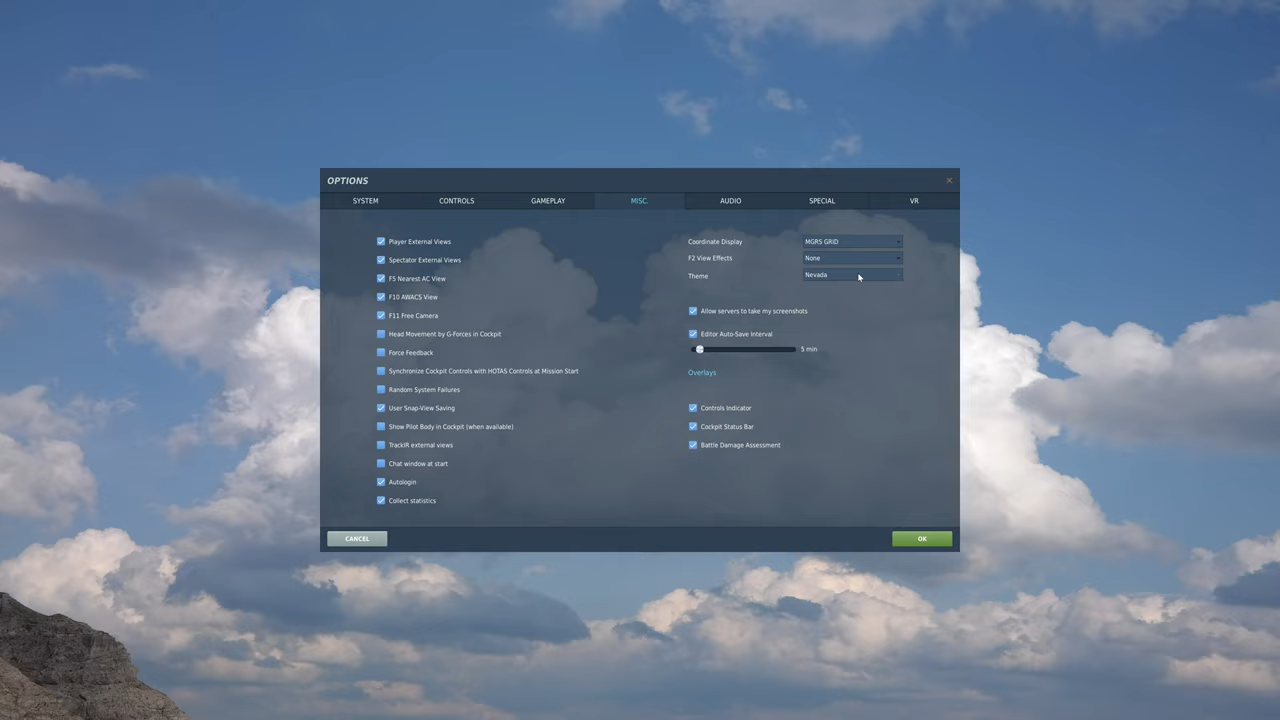 OPTIONS
SYSTEM CONTROLS GAMEPLAY MISC. AUDIO SPECIAL VR
Player External Views
Spectator External Views
F5 Nearest AC View
F10 AWACS View
F11 Free Camera
Head Movement by G-Forces in Cockpit
Force Feedback
Synchronize Cockpit Controls with HOTAS Controls at Mission Start
Random System Failures
User Snap-View Saving
Show Pilot Body in Cockpit (when available)
TrackIR external views
Chat window at start
Autologin
Collect statistics
Coordinate Display MGRS GRID
F2 View Effects None
Theme Nevada
Allow servers to take my screenshots
Editor Auto-Save Interval
5 min
Overlays
Controls Indicator
Cockpit Status Bar
Battle Damage Assessment
CANCEL OK